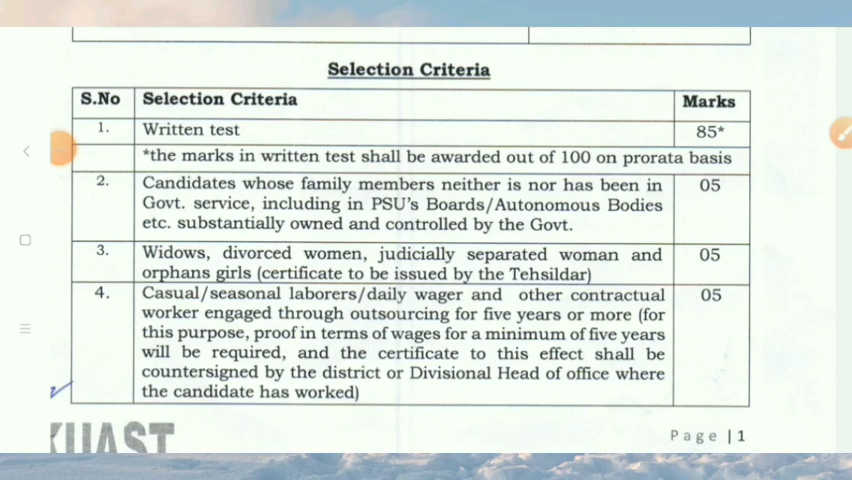 Selection Criteria
S.No Selection Criteria Marks
1. Written test 85*
*the marks in written test shall be awarded out of 100 on prorata basis
2. Candidates whose family members neither is nor has been in 05
Govt. service, including in PSU's Boards/Autonomous Bodies
etc. substantially owned and controlled by the Govt.
3. Widows, divorced women, judicially separated woman and 05
orphans girls (certificate to be issued by the Tehsildar)
4. Casual/seasonal laborers/daily wager and other contractual 05
worker engaged through outsourcing for five years or more (for
this purpose, proof in terms of wages for a minimum of five years
will be required, and the certificate to this effect shall be
countersigned by the district or Divisional Head of office where
the candidate has worked)
Page | 1